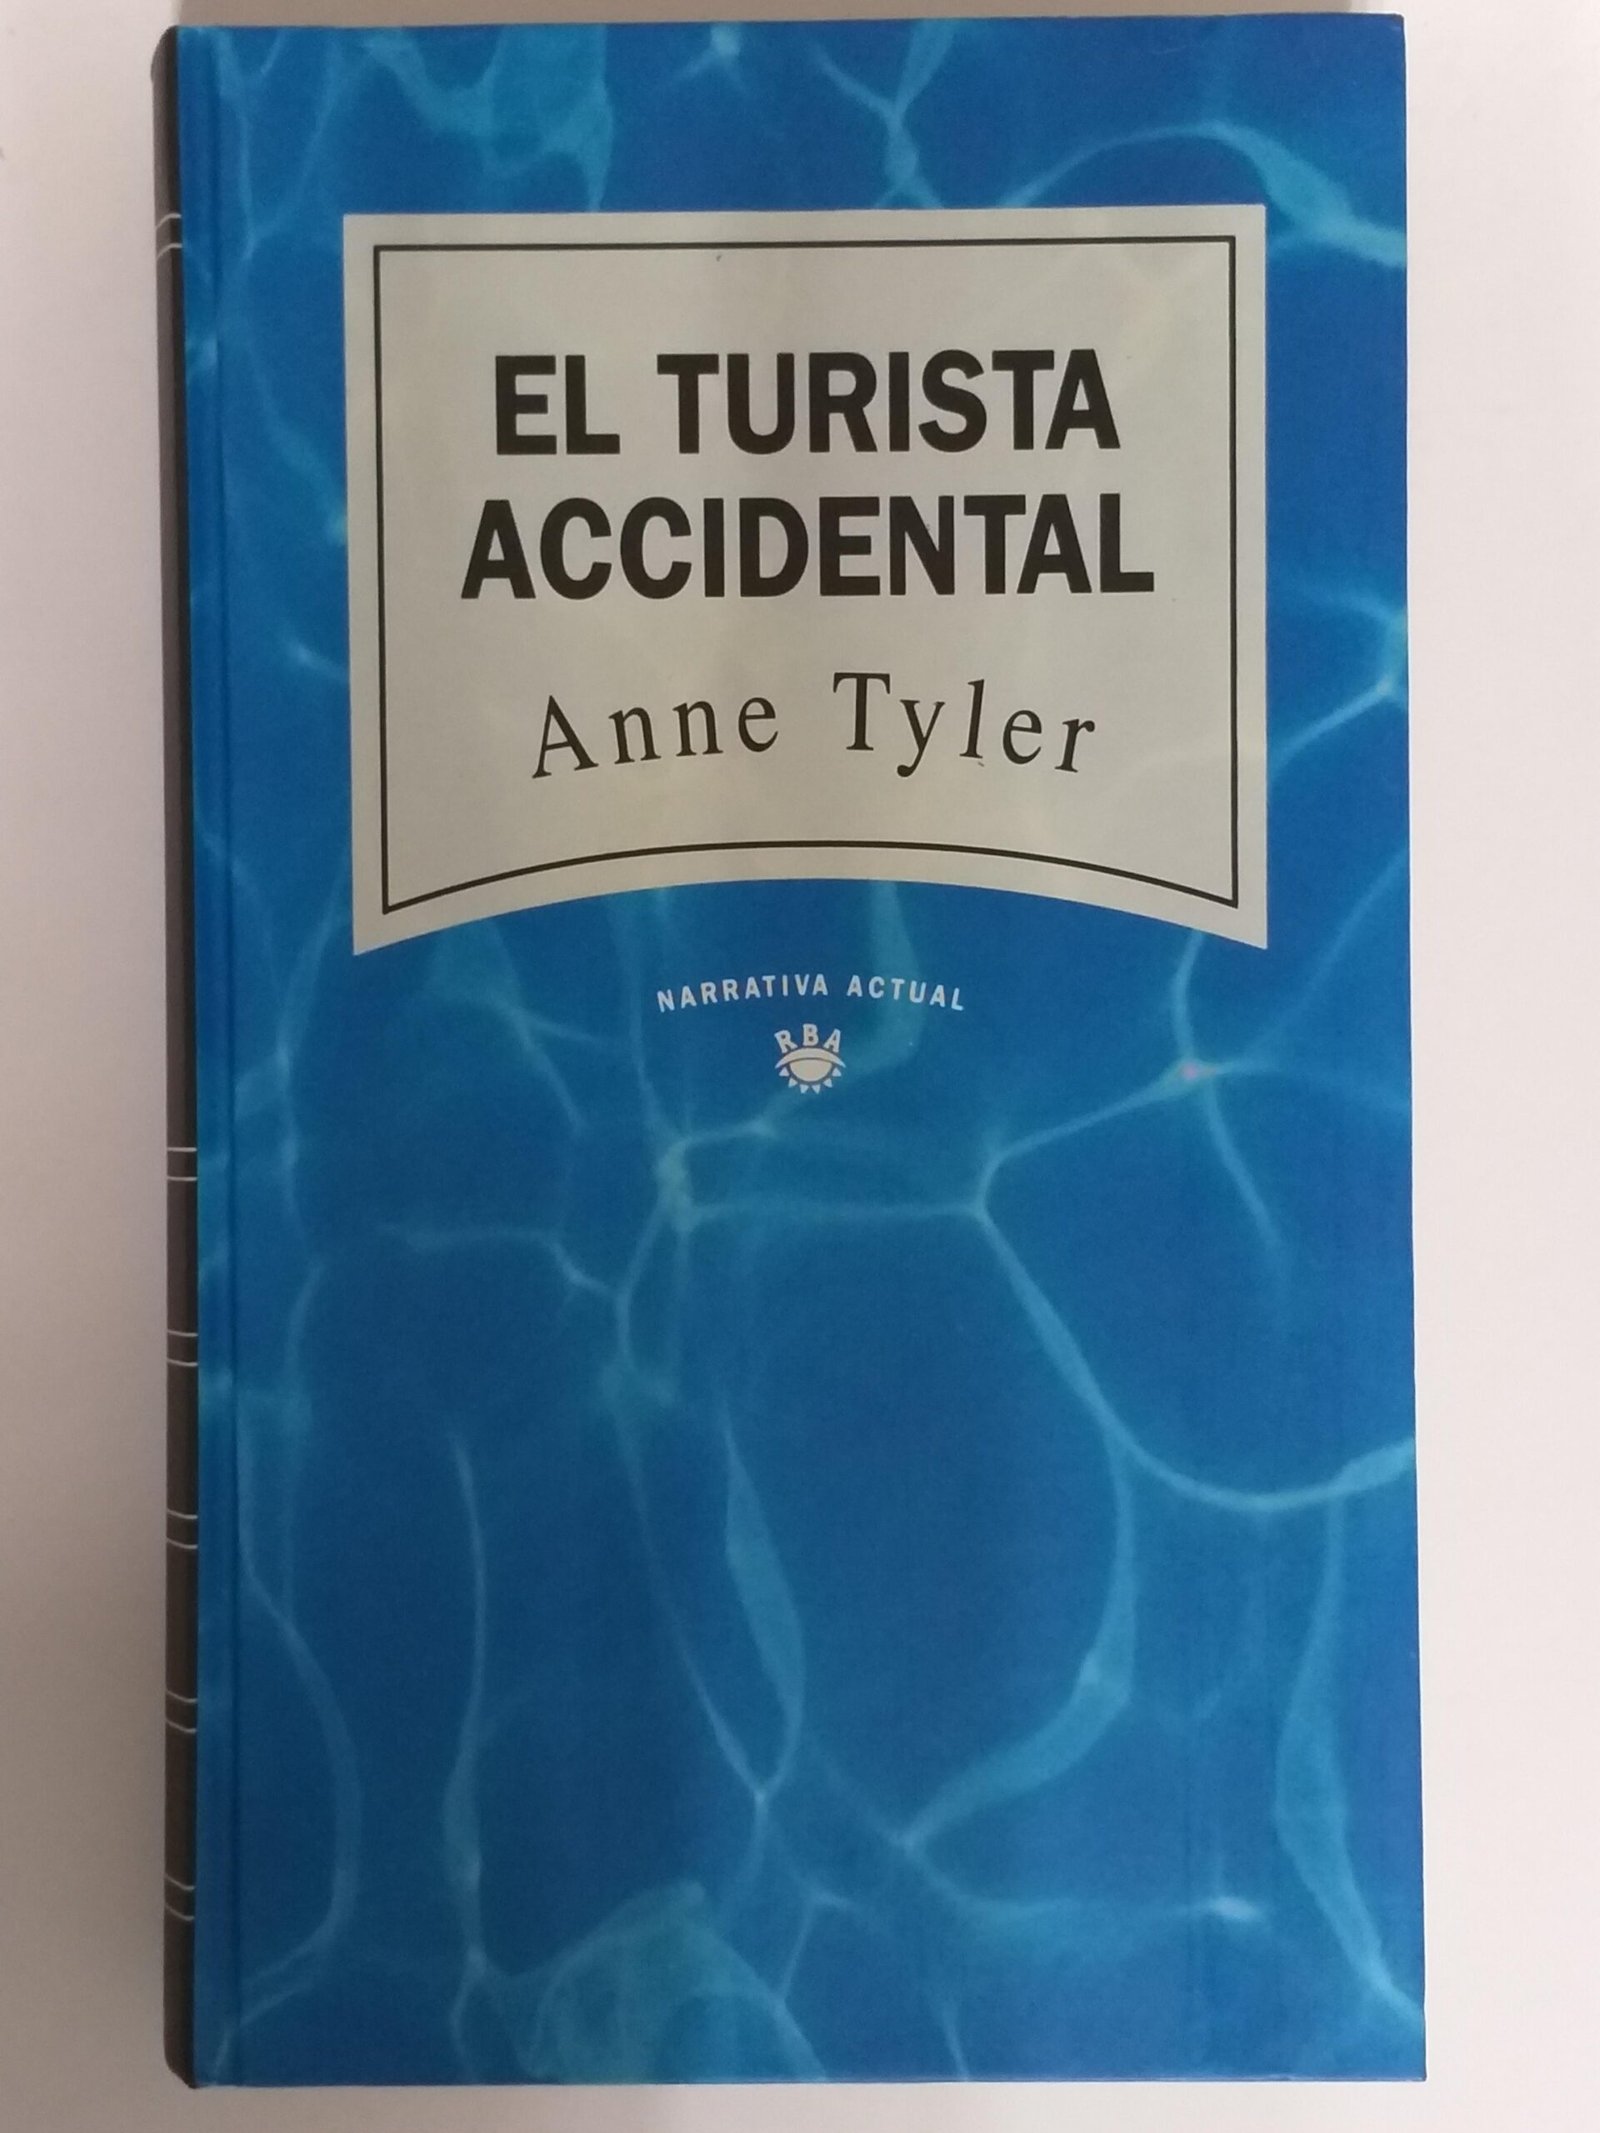 EL TURISTA
ACCIDENTAL
Anne Tyler
NARRATIVA ACTUAL
RBA